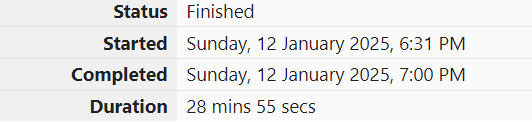 Status Finished
Started Sunday, 12 January 2025, 6:31 PM
Completed Sunday, 12 January 2025, 7:00 PM
Duration 28 mins 55 secs